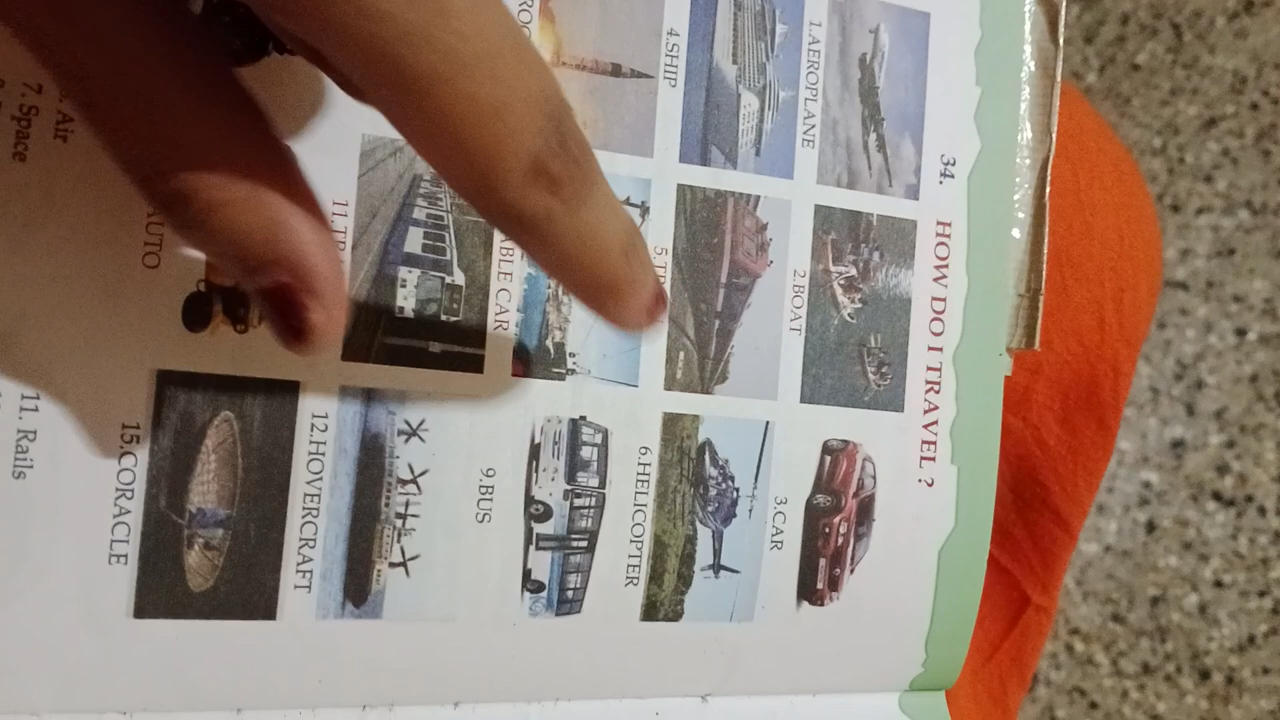 34. HOW DO I TRAVEL ?
1.AEROPLANE
2.BOAT
3.CAR
4.SHIP
6.HELICOPTER
9.BUS
12.HOVERCRAFT
AUTO
15.CORACLE
Air
7. Space
11. Rails